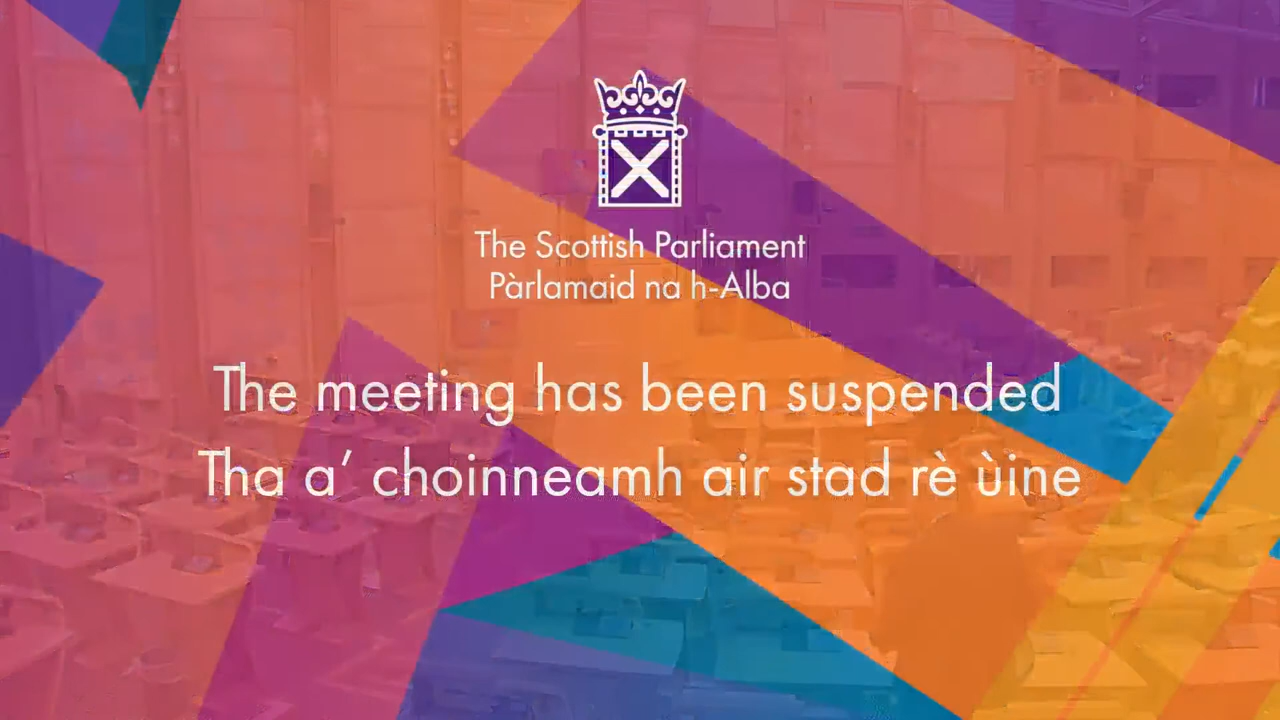 The Scottish Parliament
Pàrlamaid na h-Alba
The meeting has been suspended
Tha a’ choinneamh air stad rè ùine